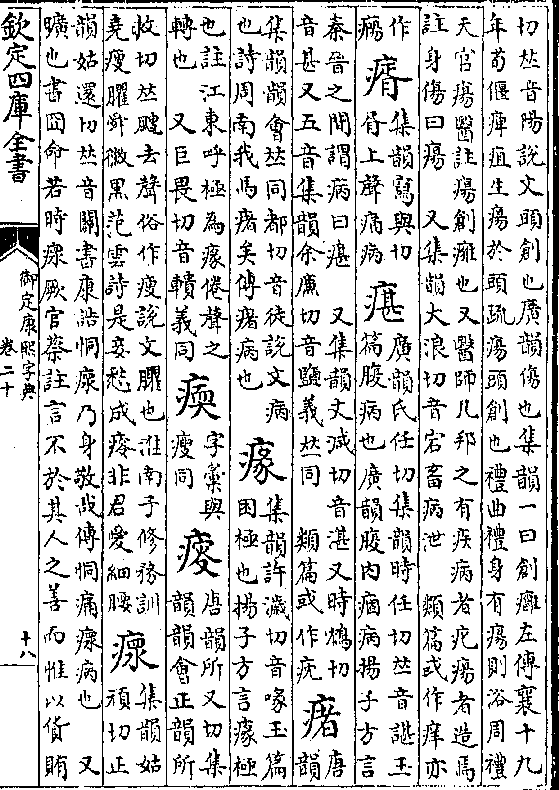 切𠀤音陽說文頭創也廣韻傷也集韻一曰創癰左傳襄十九
年荀偃癉疽生瘍於頭疏瘍頭創也禮曲禮身有瘍則浴周禮
天官瘍醫註瘍創癰也又醫師凡邦之有疾病者疕瘍者造焉
註身傷曰瘍　又集韻大浪切音宕畜病泄　類篇或作痒亦
作𤻈　𤸇集韻寫與切胥上聲痛病　㽎廣韻氏任切集韻時任切𠀤音諶玉篇腹病也廣韻腹內痼病揚子方言
秦晉之閒謂病曰㽎　又集韻丈減切音湛又時鴆切
音甚又五音集韻余廉切音鹽義𠀤同　類篇或作疣　瘏唐韻
集韻韻會𠀤同都切音徒說文病
也詩周南我馬瘏矣傳瘏病也　瘃集韻許濊切音喙玉篇困極也揚子方言瘃極
也註江東呼極為瘃倦聲之
轉也　又巨畏切音䝿義同　瘐字彙與瘦同　瘦唐韻所又切集韻韻會正韻所
救切𠀤𩗗去聲俗作瘦說文臞也淮南子修務訓
堯瘦臞舜黴黑范雲詩是妾愁成瘦非君愛細腰　瘝集韻姑頑切正
韻姑還切𠀤音關書康誥恫瘝乃身敬哉傳恫痛瘝病也　又
曠也書冏命若時瘝厥官蔡註言不於其人之善而惟以貨賄
欽定四庫全書
御定康熙字典
卷二十
十八